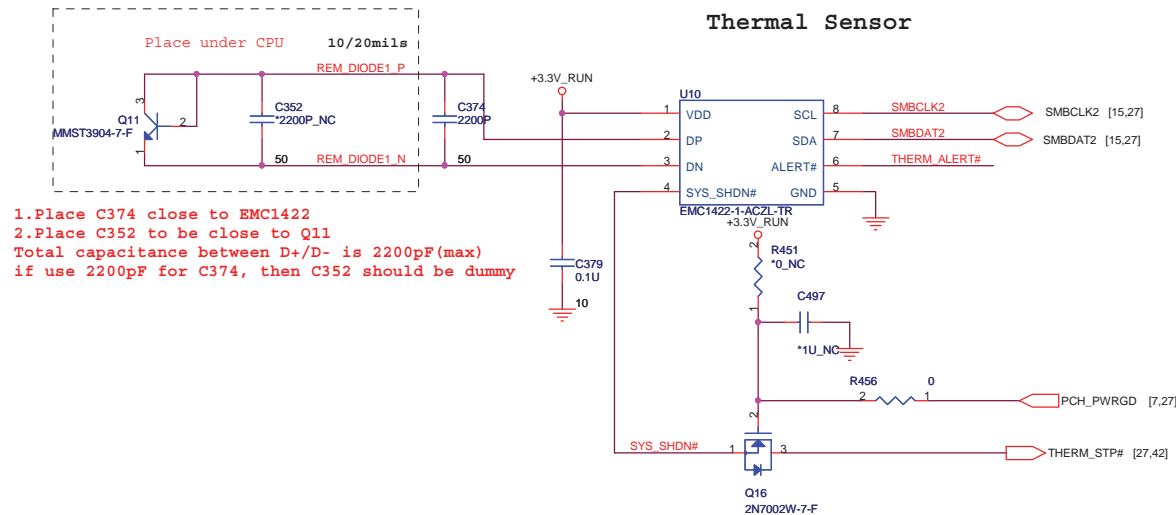 Thermal Sensor
Place under CPU
10/20mils
REM_DIODE1_P
+3.3V_RUN
U10
3
Q11
2
MMST3904-7-F
1
C352
*2200P_NC
C374
2200P
50
REM_DIODE1_N
50
1
VDD
SCL
8
SMBCLK2
SMBCLK2 [15,27]
2
DP
SDA
7
SMBDAT2
SMBDAT2 [15,27]
3
DN
ALERT#
6
THERM_ALERT#
4
SYS_SHDN#
GND
5
EMC1422-1-ACZL-TR
1.Place C374 close to EMC1422
2.Place C352 to be close to Q11
Total capacitance between D+/D- is 2200pF(max)
if use 2200pF for C374, then C352 should be dummy
+3.3V_RUN
2
R451
*0_NC
1
C379
0.1U
10
C497
*1U_NC
R456
0
2
1
PCH_PWRGD [7,27]
2
SYS_SHDN#
1
3
THERM_STP# [27,42]
Q16
2N7002W-7-F